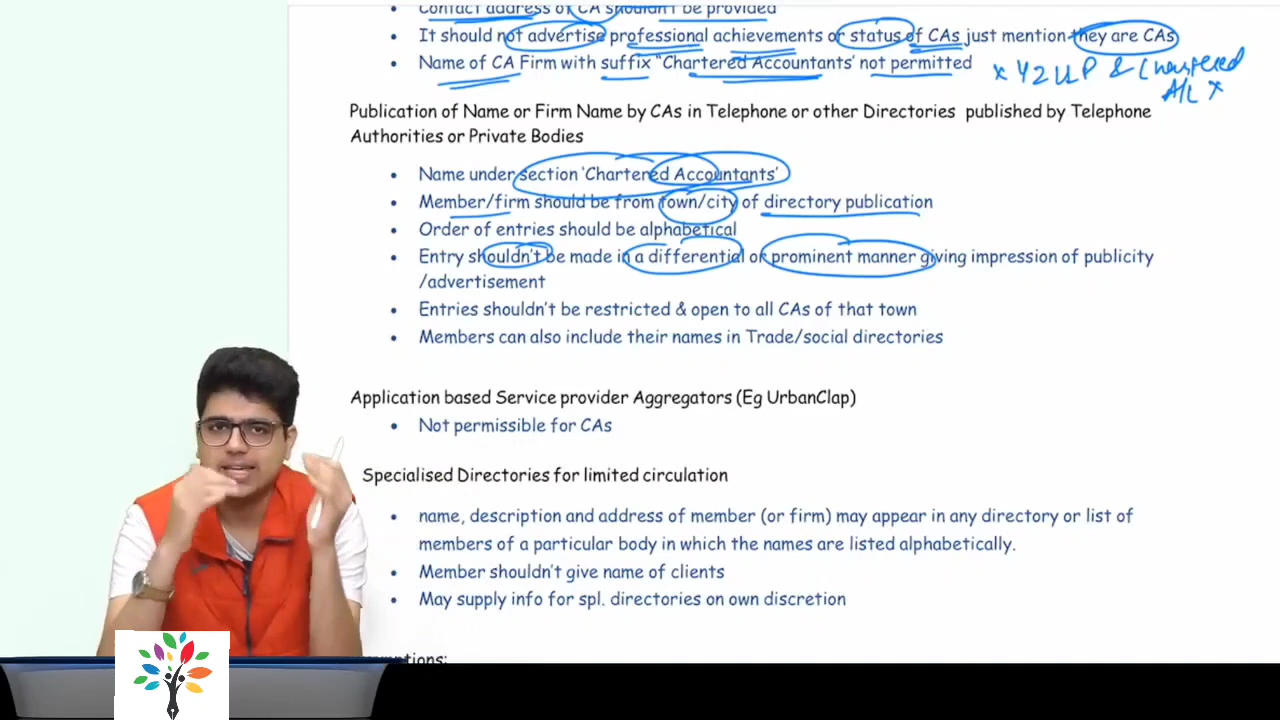 Contact address of CA shouldn't be provided
It should not advertise professional achievements or status of CAs just mention they are CAs
Name of CA Firm with suffix "Chartered Accountants' not permitted
x YZ LLP & Chartered
A/c x
Publication of Name or Firm Name by CAs in Telephone or other Directories published by Telephone
Authorities or Private Bodies
Name under section 'Chartered Accountants'
Member/firm should be from town/city of directory publication
Order of entries should be alphabetical
Entry shouldn't be made in a differential or prominent manner giving impression of publicity
/advertisement
Entries shouldn't be restricted & open to all CAs of that town
Members can also include their names in Trade/social directories
Application based Service provider Aggregators (Eg UrbanClap)
Not permissible for CAs
Specialised Directories for limited circulation
name, description and address of member (or firm) may appear in any directory or list of
members of a particular body in which the names are listed alphabetically.
Member shouldn't give name of clients
May supply info for spl. directories on own discretion